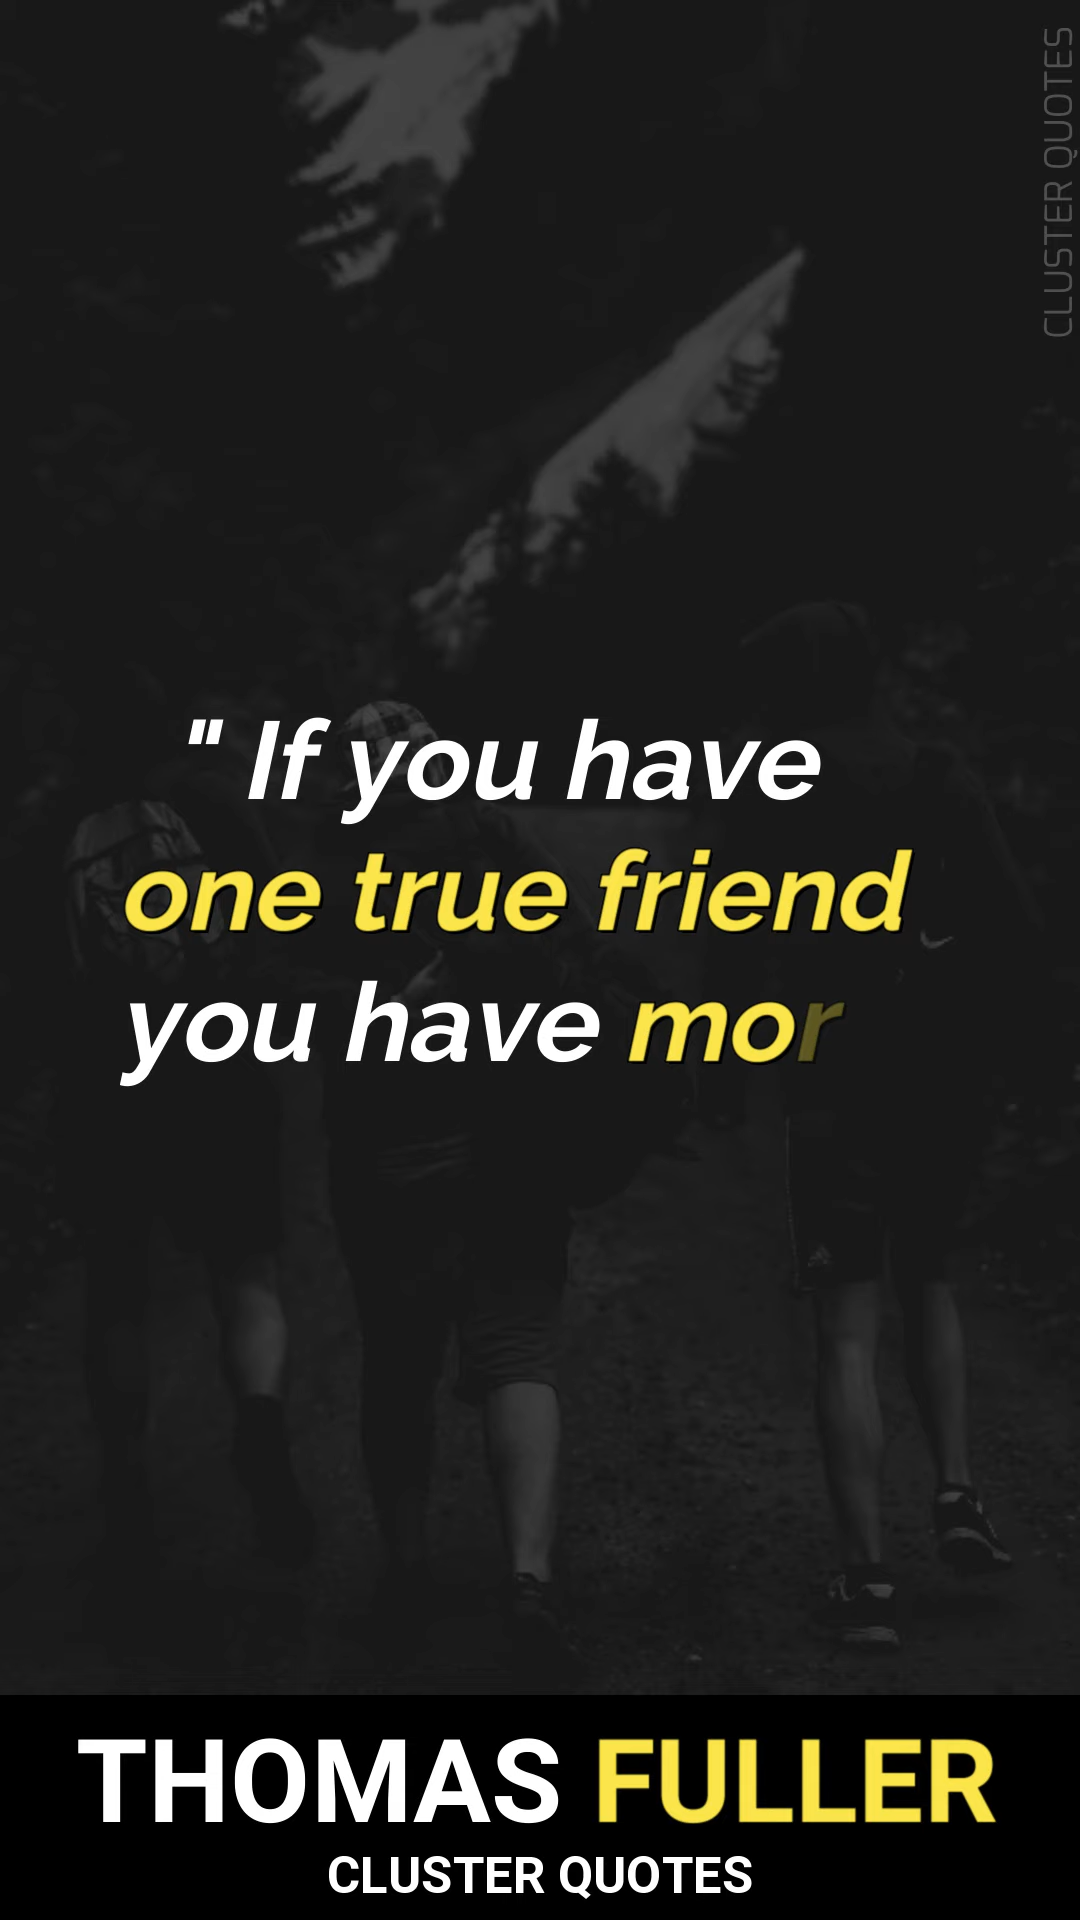 CLUSTER QUOTES
" If you have
one true friend
you have mor
THOMAS FULLER
CLUSTER QUOTES